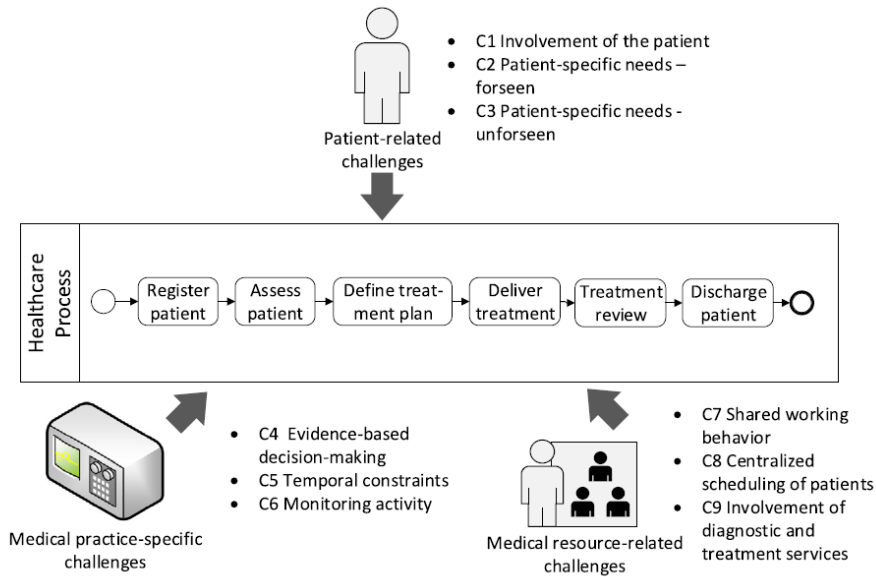 • C1 Involvement of the patient
• C2 Patient-specific needs –
forseen
• C3 Patient-specific needs -
unforseen
Patient-related
challenges
Healthcare
Process
Register
patient
Assess
patient
Define treat-
ment plan
Deliver
treatment
Treatment
review
Discharge
patient
• C4 Evidence-based
decision-making
• C5 Temporal constraints
• C6 Monitoring activity
Medical practice-specific
challenges
• C7 Shared working
behavior
• C8 Centralized
scheduling of patients
• C9 Involvement of
diagnostic and
treatment services
Medical resource-related
challenges